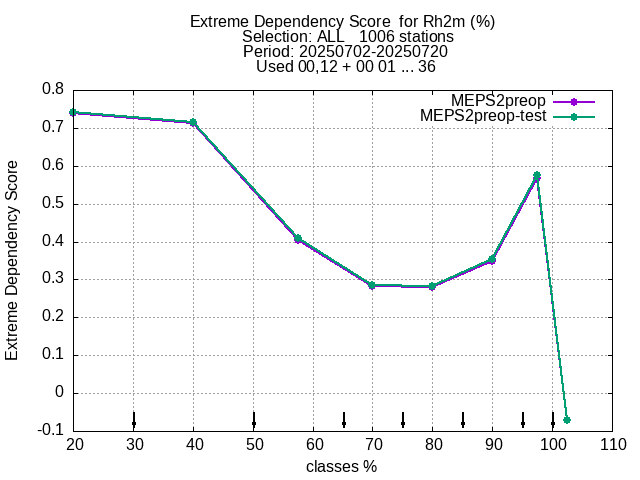 Extreme Dependency Score  for Rh2m (%)
Selection: ALL   1006 stations
Period: 20250702-20250720
Used 00,12 + 00 01 ... 36
MEPS2preop
MEPS2preop-test
0.8
0.7
0.6
0.5
0.4
0.3
0.2
0.1
0
-0.1
Extreme Dependency Score
20 30 40 50 60 70 80 90 100 110
classes %